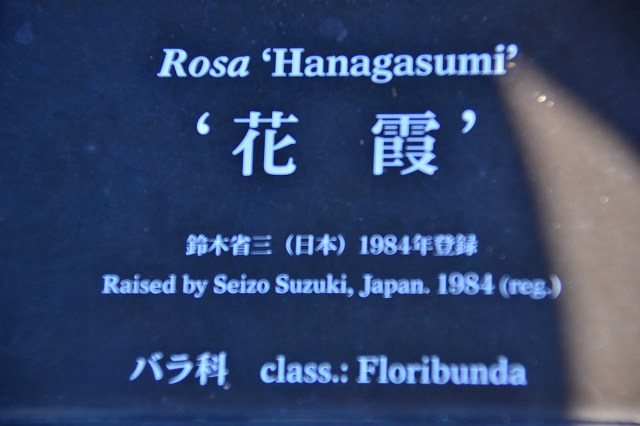 Rosa ‘Hanagasumi’
‘花 霞’
鈴木省三（日本）1984年登録
Raised by Seizo Suzuki, Japan. 1984 (reg.)
バラ科 class.: Floribunda